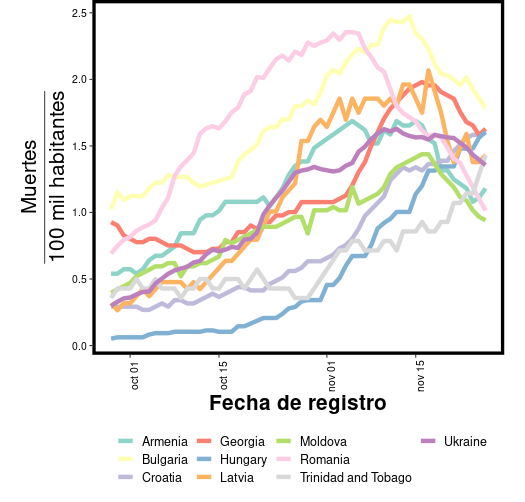 2.5
2.0
1.5
1.0
0.5
0.0
Muertes
100 mil habitantes
oct 01
oct 15
nov 01
nov 15
Fecha de registro
Armenia
Georgia
Moldova
Ukraine
Bulgaria
Hungary
Romania
Croatia
Latvia
Trinidad and Tobago